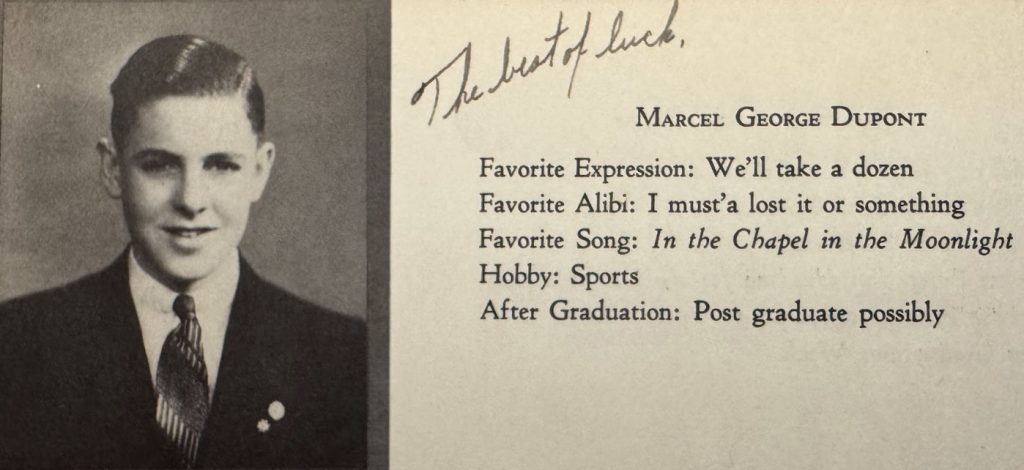 The best of luck.
MARCEL GEORGE DUPONT
Favorite Expression: We'll take a dozen
Favorite Alibi: I must'a lost it or something
Favorite Song: In the Chapel in the Moonlight
Hobby: Sports
After Graduation: Post graduate possibly